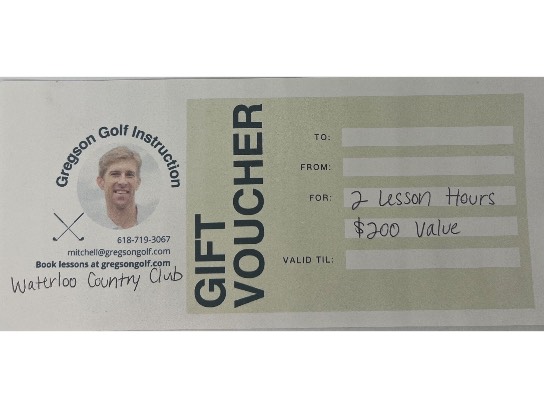 Gregson Golf Instruction
618-719-3067
mitchell@gregsongolf.com
Book lessons at gregsongolf.com
Waterloo Country Club
GIFT
VOUCHER
TO:
FROM:
FOR: 2 Lesson Hours
$200 Value
VALID TIL: